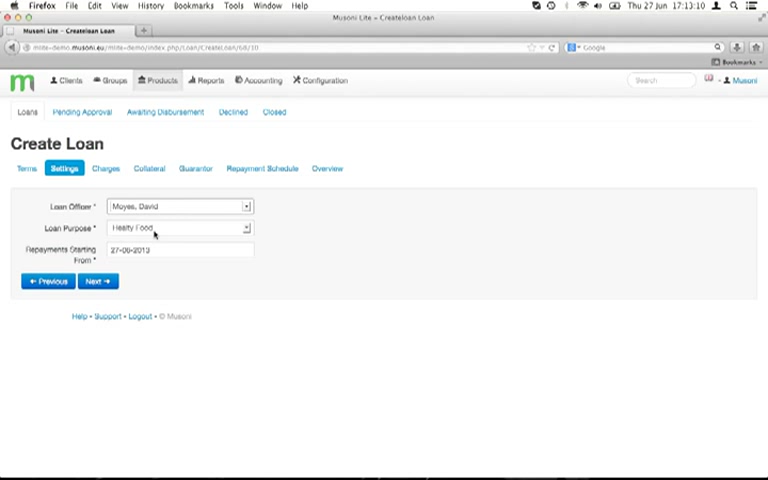 Firefox File Edit View History Bookmarks Tools Window Help Thu 27 Jun 17:13:10
Musoni Lite – Createloan Loan
Musoni Lite – Createloan Loan
mlite-demo.musoni.eu/mlite-demo/index.php/Loan/CreateLoan/68/10 Google
Bookmarks
m Clients Groups Products Reports Accounting Configuration Search Musoni
Loans Pending Approval Awaiting Disbursement Declined Closed
Create Loan
Terms Settings Charges Collateral Guarantor Repayment Schedule Overview
Loan Officer * Moyes, David
Loan Purpose * Healty Food
Repayments Starting 27-06-2013
From *
← Previous Next →
Help • Support • Logout • © Musoni